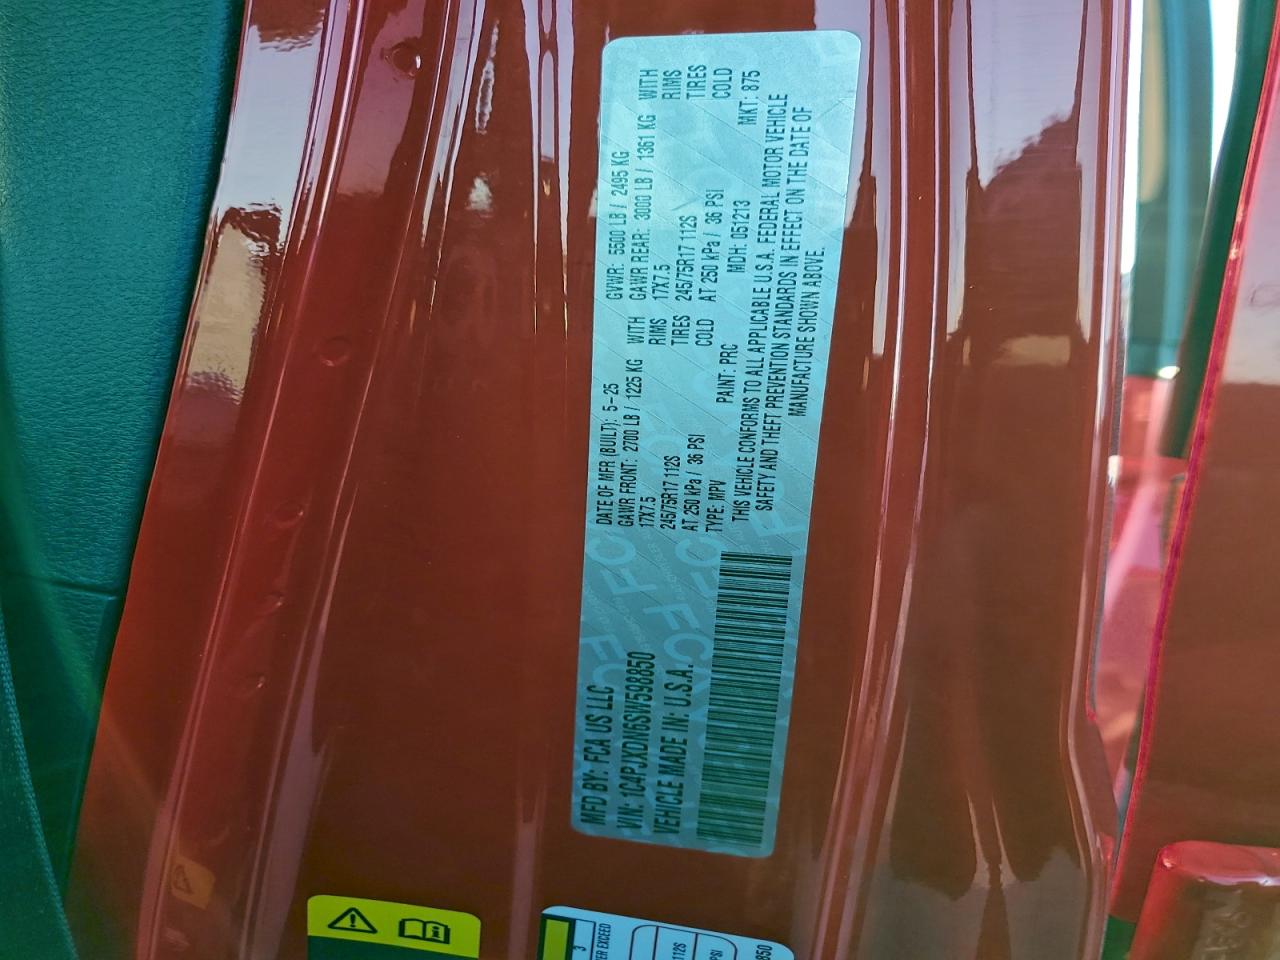 MFD BY: FCA US LLC
VIN: 1C4PJXDN6SW598850
VEHICLE MADE IN: U.S.A.
DATE OF MFR (BUILT): 5-25 GVWR: 5500 LB / 2495 KG
GAWR FRONT: 2700 LB / 1225 KG WITH GAWR REAR: 3000 LB / 1361 KG WITH
17X7.5 RIMS 17X7.5 RIMS
245/75R17 112S TIRES 245/75R17 112S TIRES
AT 250 kPa / 36 PSI COLD AT 250 kPa / 36 PSI COLD
TYPE: MPV PAINT: PRC MDH: 051213 MKT: 875
THIS VEHICLE CONFORMS TO ALL APPLICABLE U.S.A. FEDERAL MOTOR VEHICLE
SAFETY AND THEFT PREVENTION STANDARDS IN EFFECT ON THE DATE OF
MANUFACTURE SHOWN ABOVE.
3
EXCEED
112S
PSI